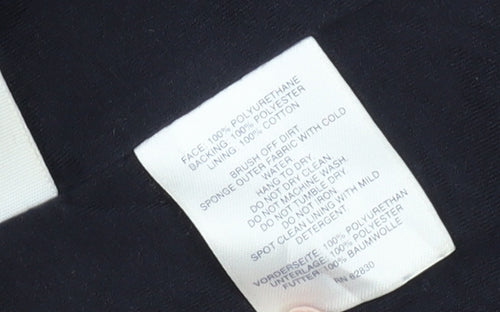 FACE: 100% POLYURETHANE
BACKING: 100% POLYESTER
LINING: 100% COTTON
BRUSH OFF DIRT
SPONGE OUTER FABRIC WITH COLD
WATER
HANG TO DRY
DO NOT DRY CLEAN
DO NOT MACHINE WASH
DO NOT TUMBLE DRY
DO NOT IRON
SPOT CLEAN LINING WITH MILD
DETERGENT
VORDERSEITE: 100% POLYURETHAN
UNTERLAGE: 100% POLYESTER
FUTTER: 100% BAUMWOLLE
RN 62830